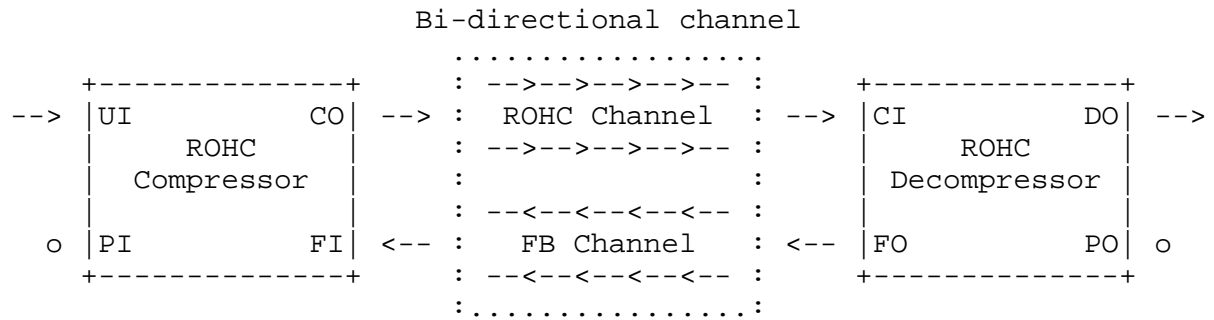 Bi-directional channel
..................
+---------------+ : -->-->-->-->-- : +---------------+
--> |UI CO| --> : ROHC Channel : --> |CI DO| -->
| ROHC | : -->-->-->-->-- : | ROHC |
| Compressor | : : | Decompressor |
| | : --<--<--<--<-- : | |
o |PI FI| <-- : FB Channel : <-- |FO PO| o
+---------------+ : --<--<--<--<-- : +---------------+
:................: